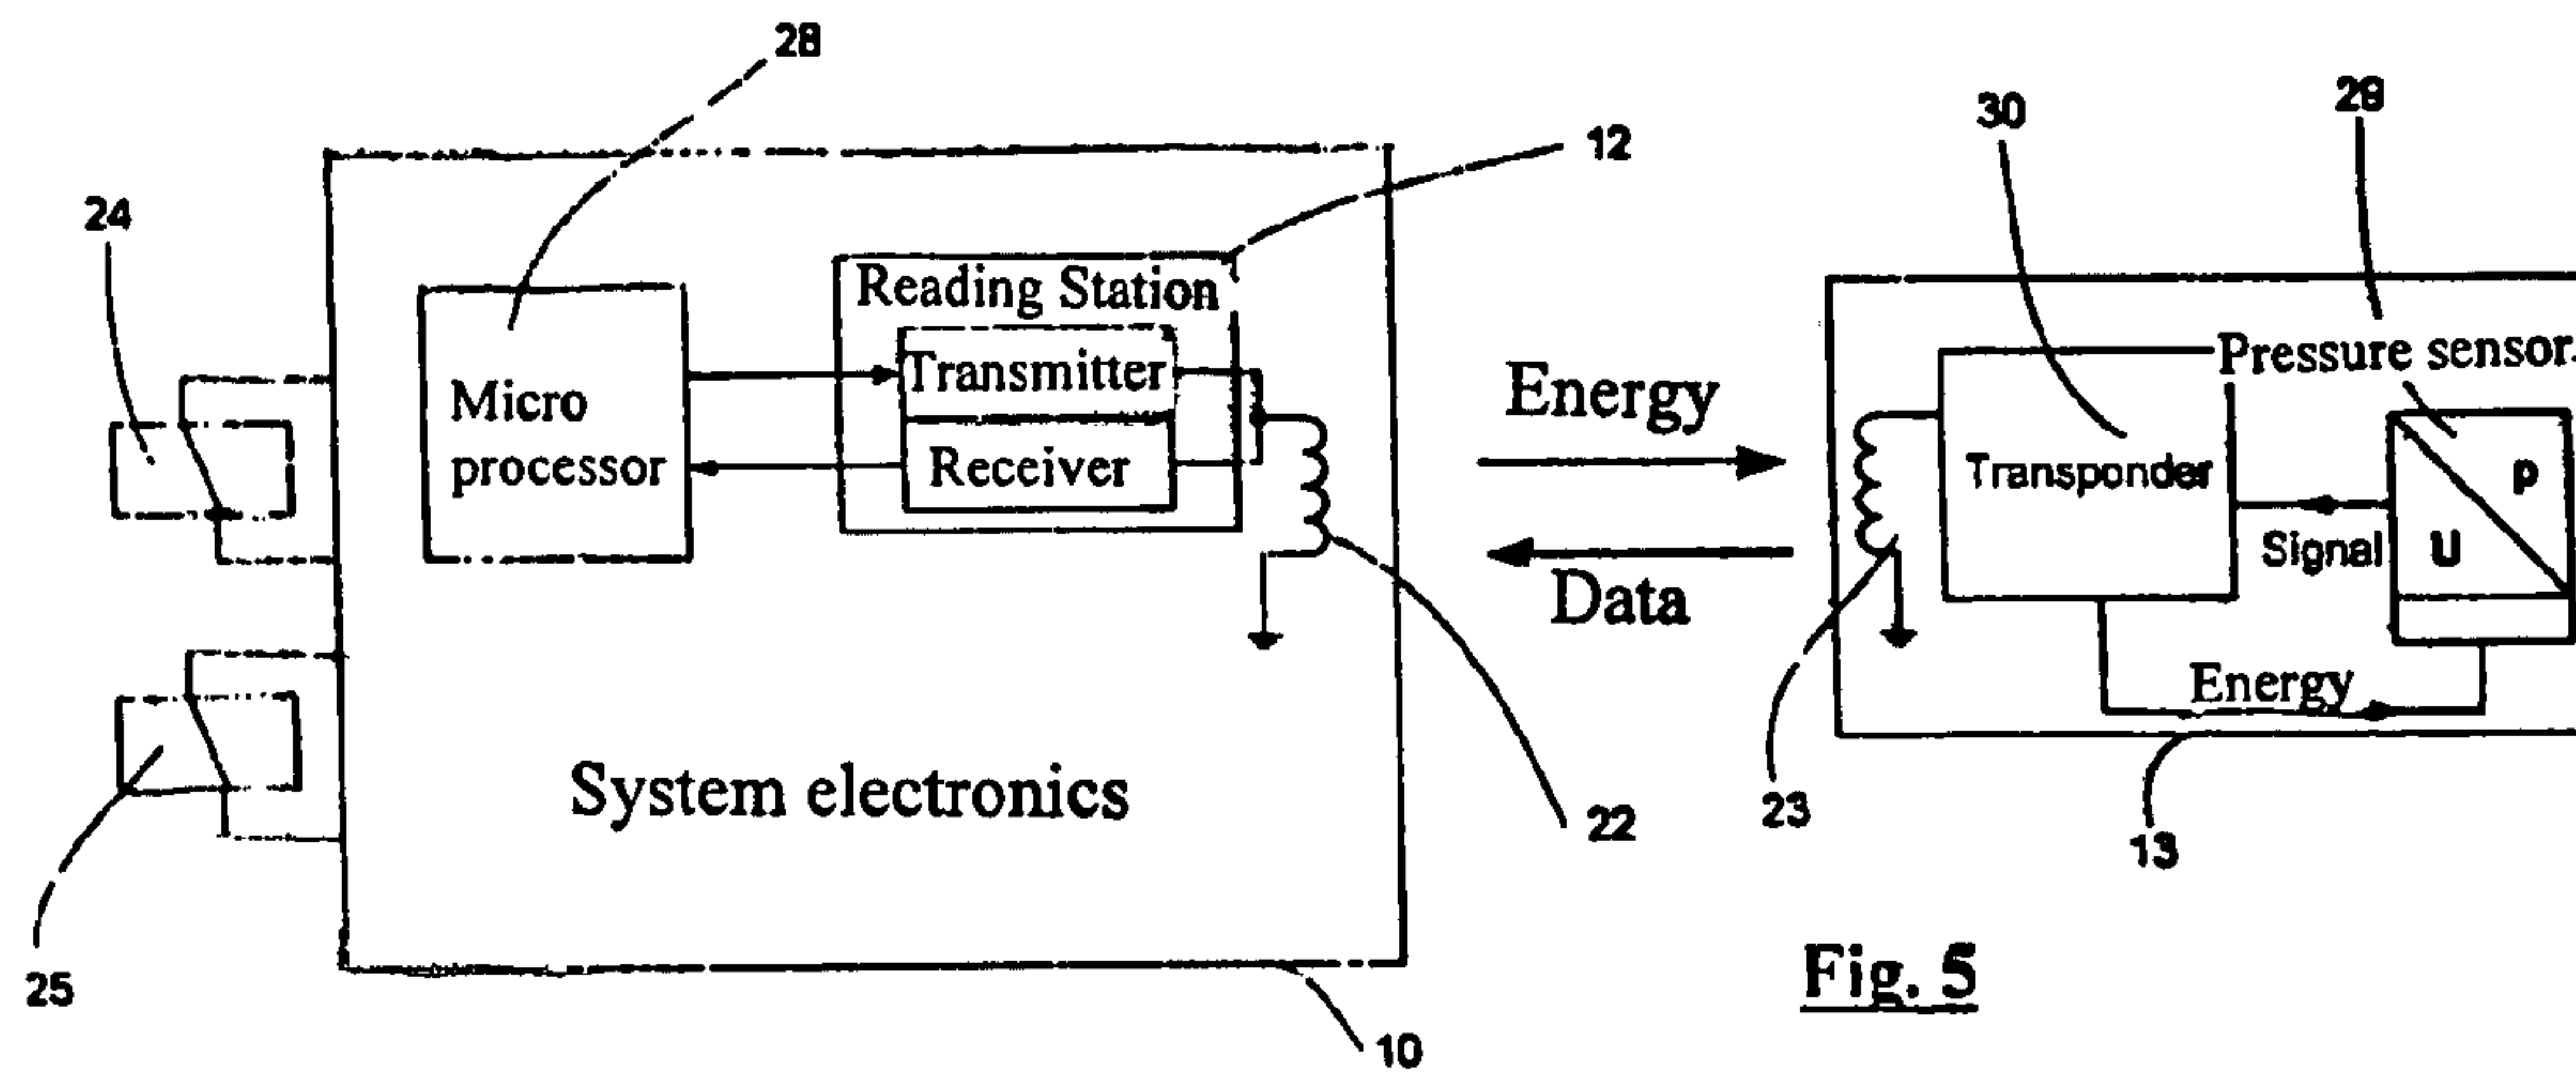 28
12
30
29
24
Reading Station
Transmitter
Receiver
Micro
processor
Energy
Data
Pressure sensor.
Transponder
p
U
Signal
Energy
System electronics
22
23
13
25
10
Fig. 5